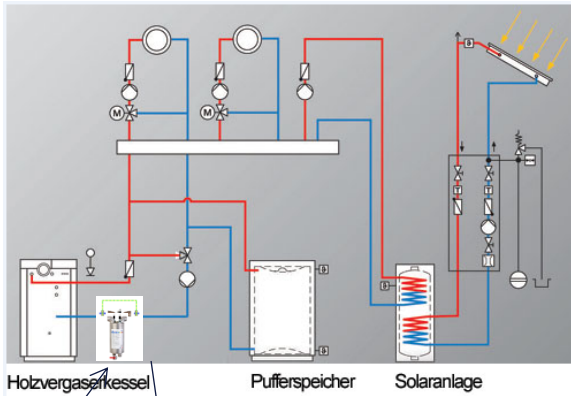 M
M
T
T
Holzvergaserkessel
Pufferspeicher
Solaranlage